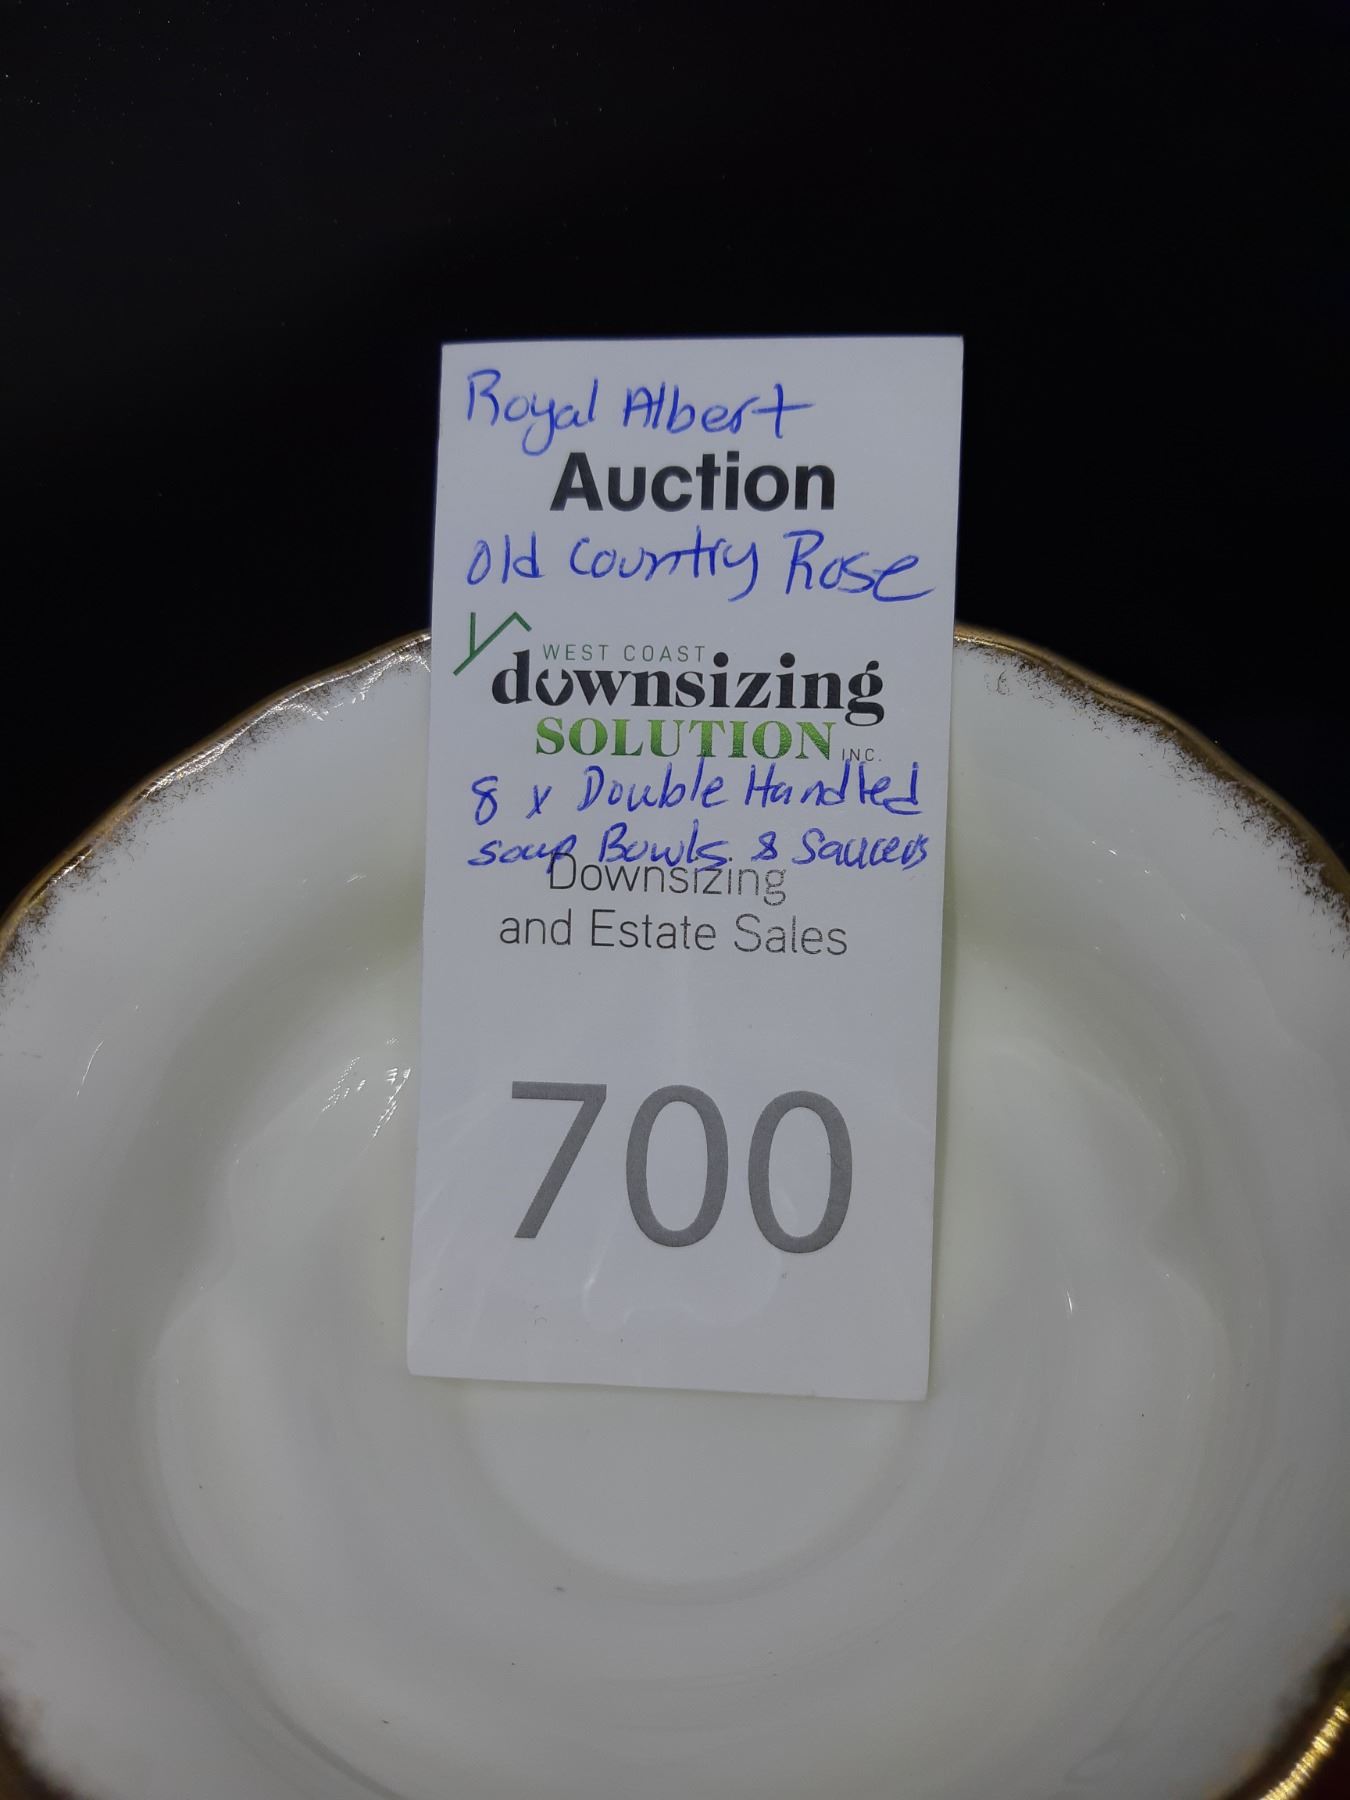 Royal Albert
Auction
Old Country Rose
WEST COAST
downsizing
SOLUTION INC.
8 x Double Handled
soup Bowls & Saucers
Downsizing
and Estate Sales
700